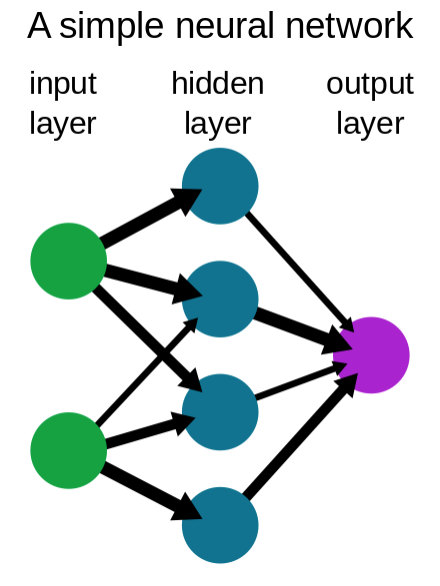 A simple neural network
input hidden output
layer layer layer